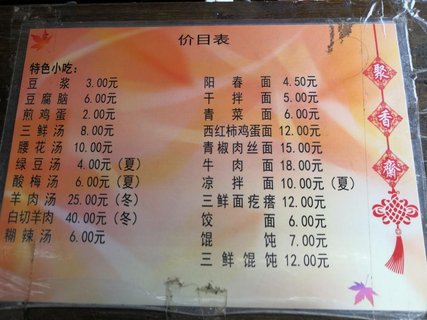 价目表
特色小吃：
豆浆 3.00元
豆腐脑 6.00元
煎鸡蛋 2.00元
三鲜汤 8.00元
腰花汤 10.00元
绿豆汤 4.00元（夏）
酸梅汤 6.00元（夏）
羊肉汤 25.00元（冬）
白切羊肉 40.00元（冬）
糊辣汤 6.00元
阳春面 4.50元
干拌面 5.00元
青菜面 6.00元
西红柿鸡蛋面 12.00元
青椒肉丝面 15.00元
牛肉面 18.00元
凉拌面 10.00元（夏）
三鲜面疙瘩 12.00元
饺面 6.00元
馄饨 7.00元
三鲜馄饨 12.00元
聚香斋